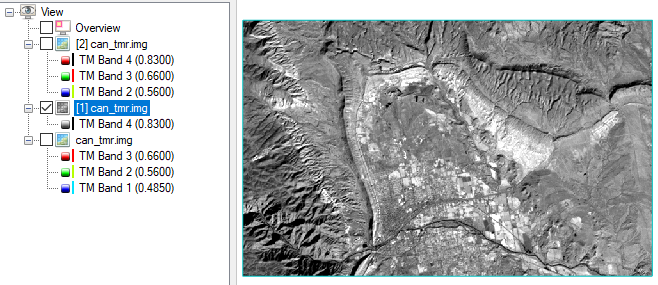 View
Overview
[2] can_tmr.img
TM Band 4 (0.8300)
TM Band 3 (0.6600)
TM Band 2 (0.5600)
[1] can_tmr.img
TM Band 4 (0.8300)
can_tmr.img
TM Band 3 (0.6600)
TM Band 2 (0.5600)
TM Band 1 (0.4850)